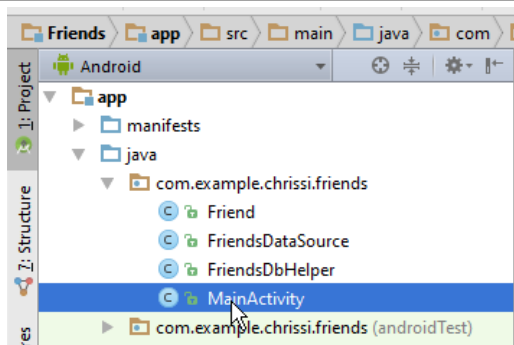 Friends app src main java com
Android
1: Project
app
manifests
java
com.example.chrissi.friends
Friend
FriendsDataSource
FriendsDbHelper
MainActivity
com.example.chrissi.friends (androidTest)
7: Structure